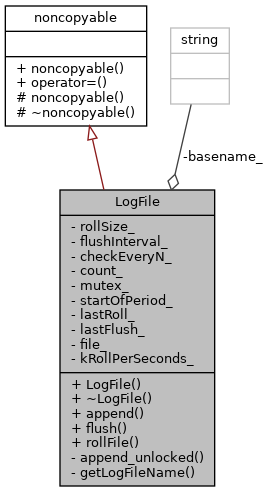 noncopyable
+ noncopyable()
+ operator=()
# noncopyable()
# ~noncopyable()
string
-basename_
LogFile
- rollSize_
- flushInterval_
- checkEveryN_
- count_
- mutex_
- startOfPeriod_
- lastRoll_
- lastFlush_
- file_
- kRollPerSeconds_
+ LogFile()
+ ~LogFile()
+ append()
+ flush()
+ rollFile()
- append_unlocked()
- getLogFileName()